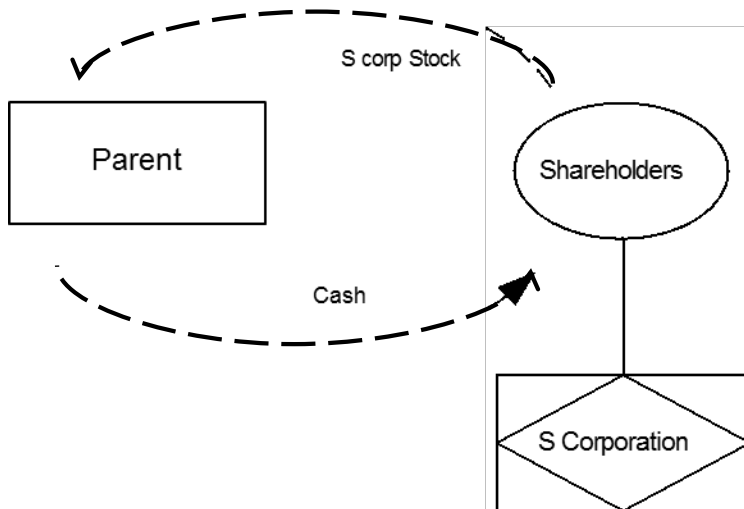 S corp Stock
Parent
Shareholders
Cash
S Corporation